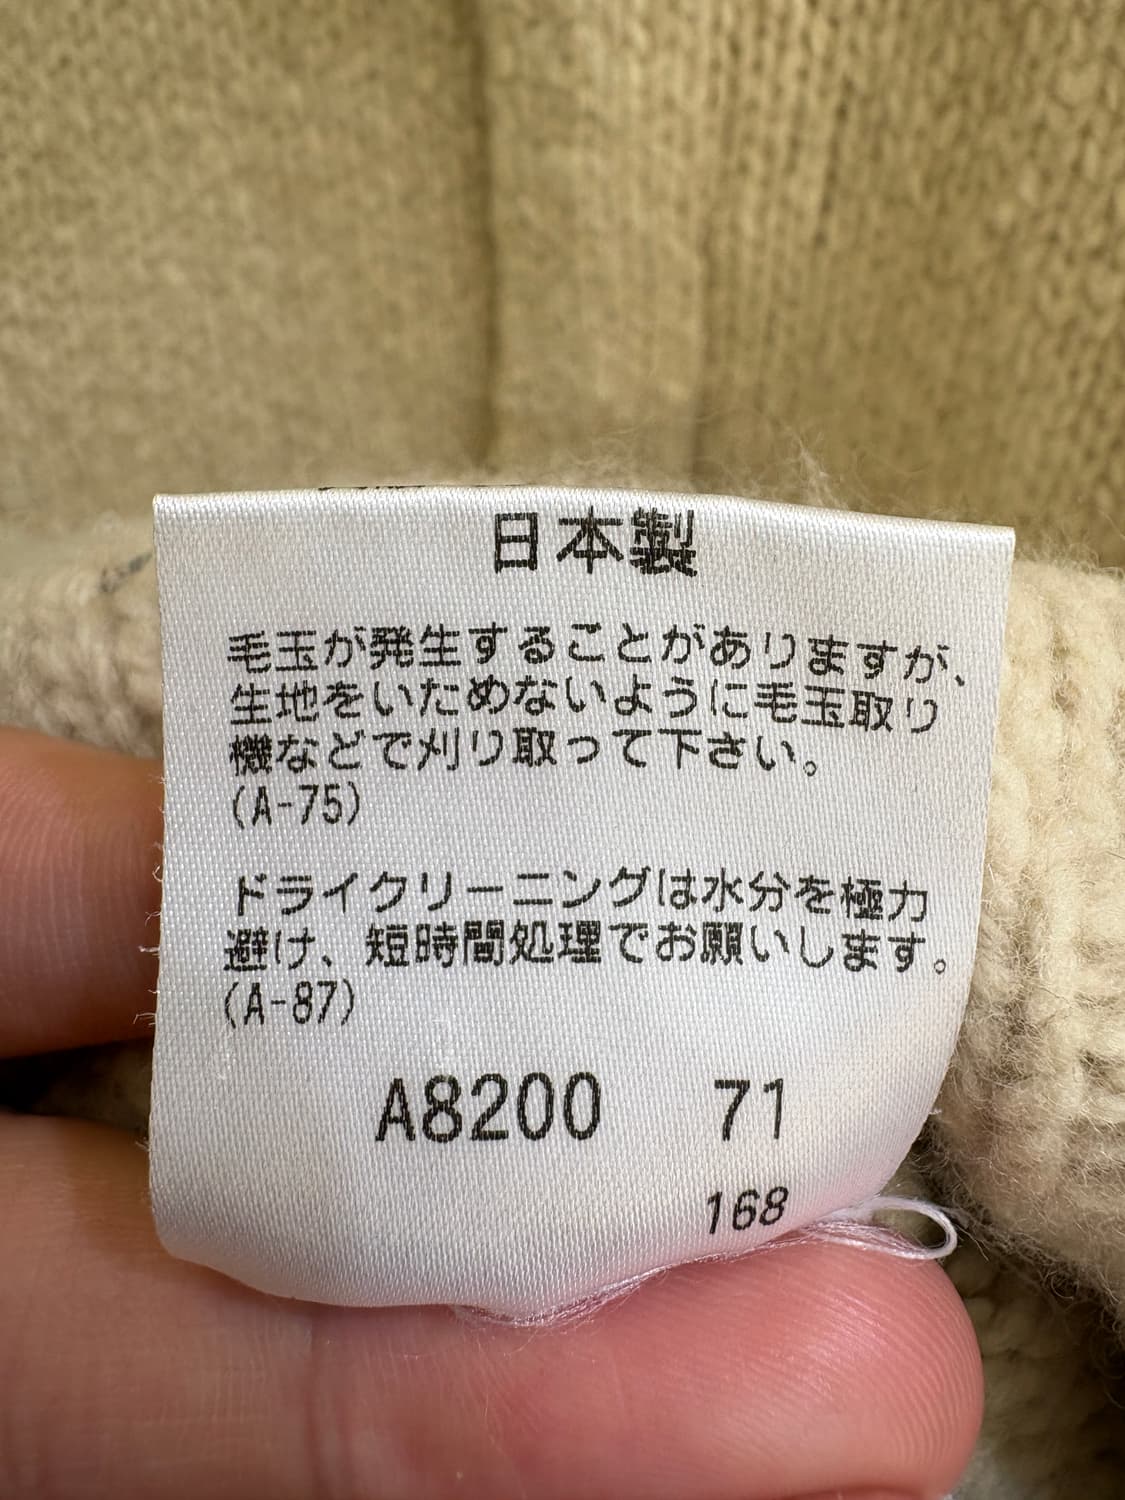 日本製
毛玉が発生することがありますが、
生地をいためないように毛玉取り
機などで刈り取って下さい。
(A-75)
ドライクリーニングは水分を極力
避け、短時間処理でお願いします。
(A-87)
A8200 71
168